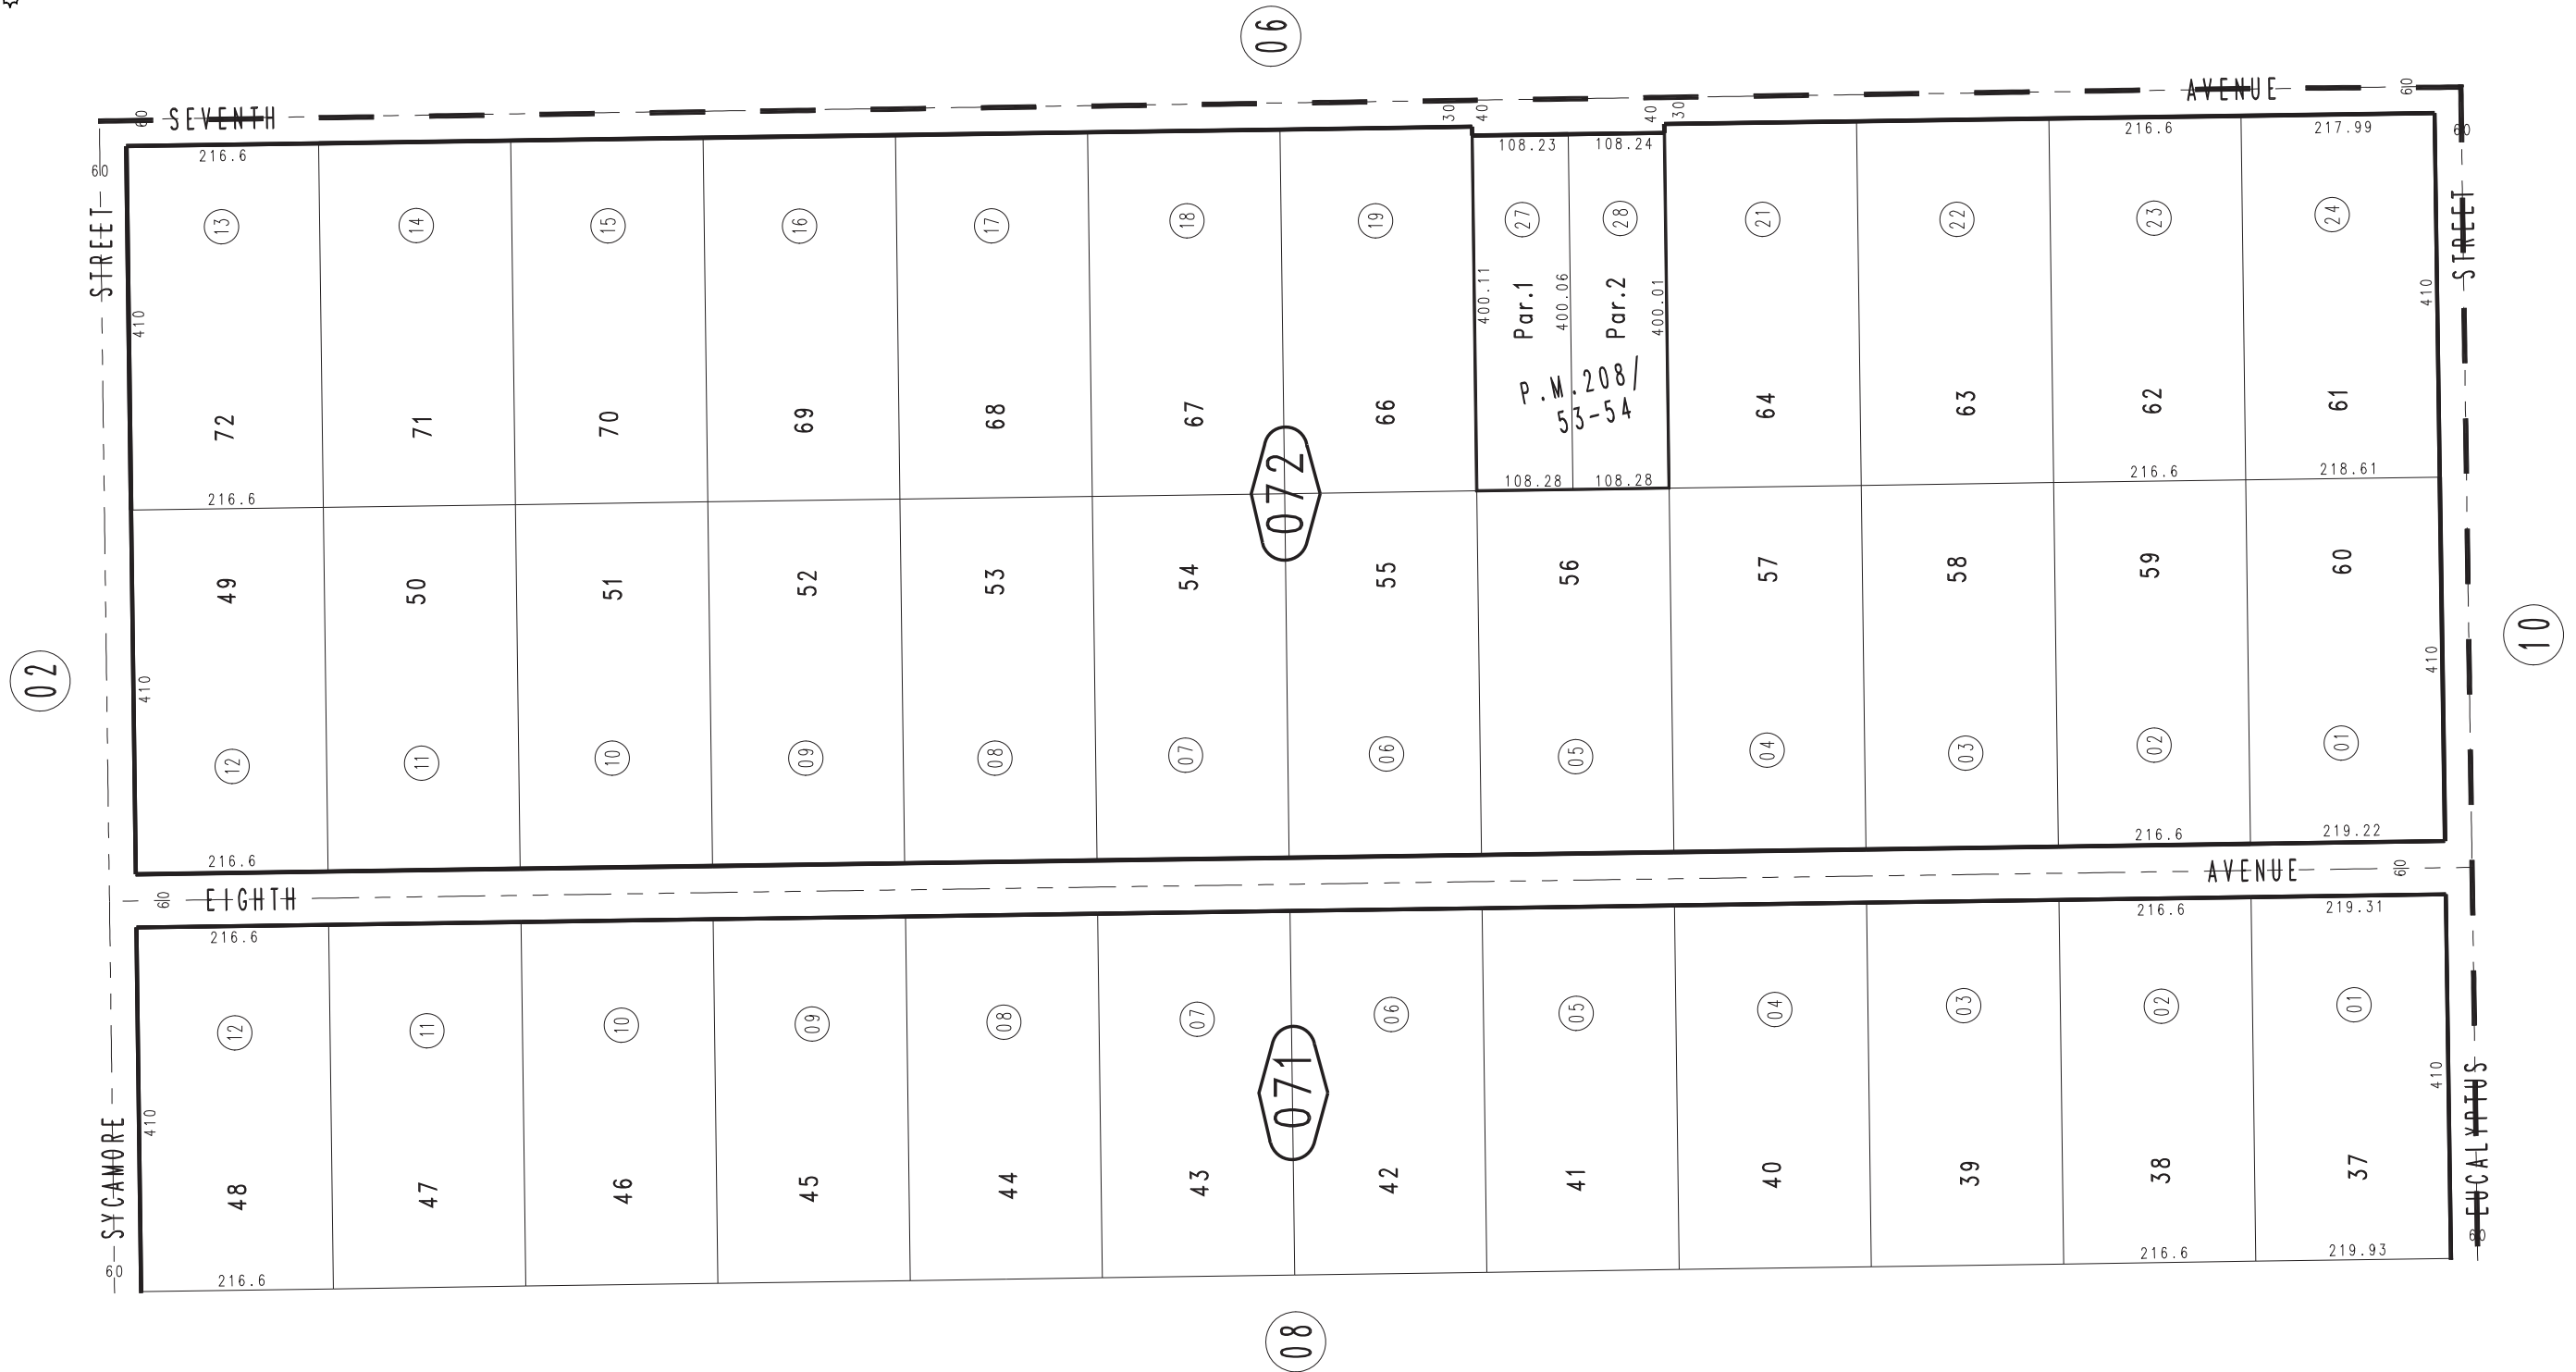 06
SEVENTH AVENUE
60 30 40 40 30 60
60 60
STREET STREET
216.6 108.23 108.24 216.6 217.99
13 14 15 16 17 18 19 27 28 21 22 23 24
410 400.11 Par.1 400.06 Par.2 400.01 410
P.M.208/
53-54
72 71 70 69 68 67 66 64 63 62 61
216.6 108.28 108.28 216.6 218.61
072
49 50 51 52 53 54 55 56 57 58 59 60
02 10
410 410
12 11 10 09 08 07 06 05 04 03 02 01
216.6 216.6 219.22
60 EIGHTH AVENUE 60
216.6 216.6 219.31
12 11 10 09 08 07 06 05 04 03 02 01
071
410 410
SYCAMORE EUCALYPTUS
48 47 46 45 44 43 42 41 40 39 38 37
60 60
216.6 216.6 219.93
08